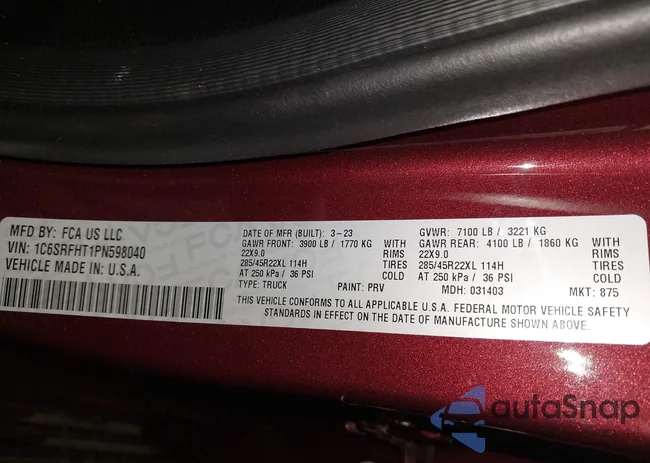 MFD BY: FCA US LLC
VIN: 1C6SRFHT1PN598040
VEHICLE MADE IN: U.S.A.
DATE OF MFR (BUILT): 3-23
GAWR FRONT: 3900 LB / 1770 KG WITH
22X9.0 RIMS
285/45R22XL 114H TIRES
AT 250 kPa / 36 PSI COLD
TYPE: TRUCK PAINT: PRV
GVWR: 7100 LB / 3221 KG
GAWR REAR: 4100 LB / 1860 KG WITH
22X9.0 RIMS
285/45R22XL 114H TIRES
AT 250 kPa / 36 PSI COLD
MDH: 031403 MKT: 875
THIS VEHICLE CONFORMS TO ALL APPLICABLE U.S.A. FEDERAL MOTOR VEHICLE SAFETY
STANDARDS IN EFFECT ON THE DATE OF MANUFACTURE SHOWN ABOVE.
autoSnap